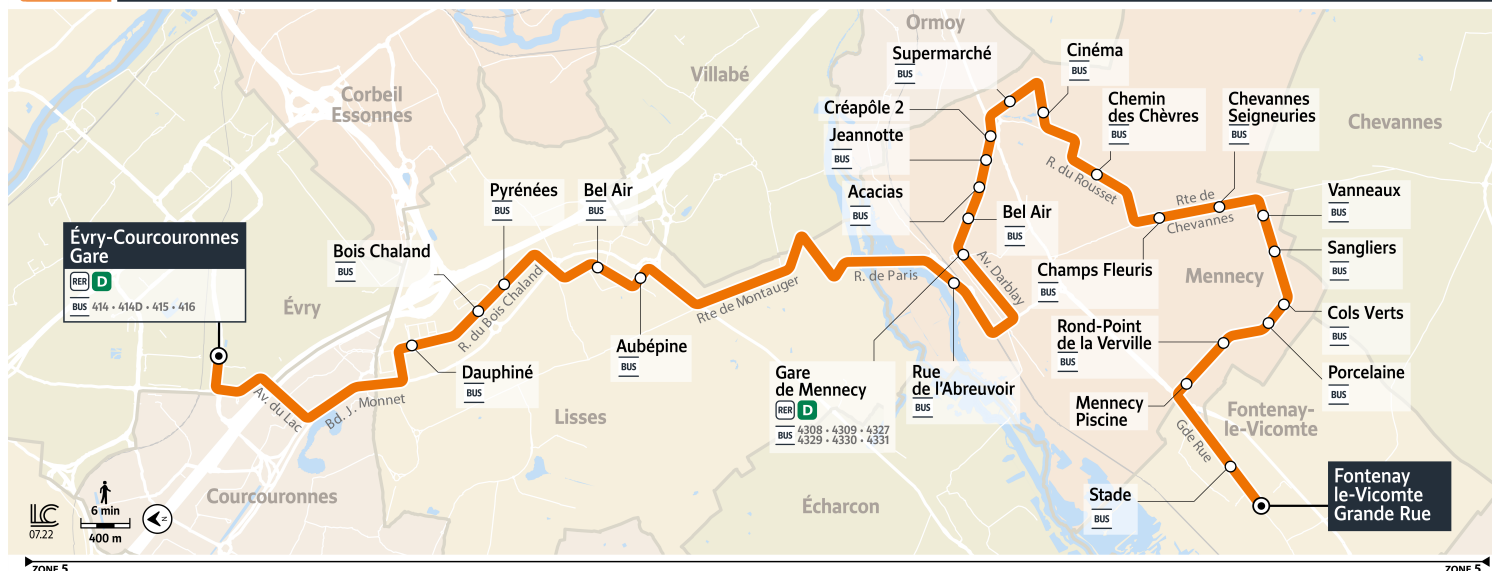 Ormoy
Supermarché
BUS
Cinéma
BUS
Villabé
Corbeil
Essonnes
Créapôle 2
Chemin
des Chèvres
BUS
Chevannes
Seigneuries
BUS
Chevannes
Jeannotte
BUS
R. du Rousset
Rte de
Chevannes
Pyrénées
BUS
Bel Air
BUS
Acacias
BUS
Bel Air
BUS
Vanneaux
BUS
Évry-Courcouronnes
Gare
RER D
BUS 414 • 414D • 415 • 416
Bois Chaland
BUS
Sangliers
BUS
Champs Fleuris
BUS
Mennecy
Évry
R. du Bois Chaland
Rte de Montauger
R. de Paris
Av. Darblay
Cols Verts
BUS
Rond-Point
de la Verville
BUS
Aubépine
BUS
Dauphiné
BUS
Gare
de Mennecy
RER D
BUS 4308 • 4309 • 4327
4329 • 4330 • 4331
Rue
de l'Abreuvoir
BUS
Porcelaine
BUS
Av. du Lac
Bd. J. Monnet
Lisses
Mennecy
Piscine
Gde Rue
Fontenay-
le-Vicomte
Courcouronnes
Écharcon
Stade
BUS
Fontenay
le-Vicomte
Grande Rue
LC
07.22
6 min
400 m
N
ZONE 5
ZONE 5